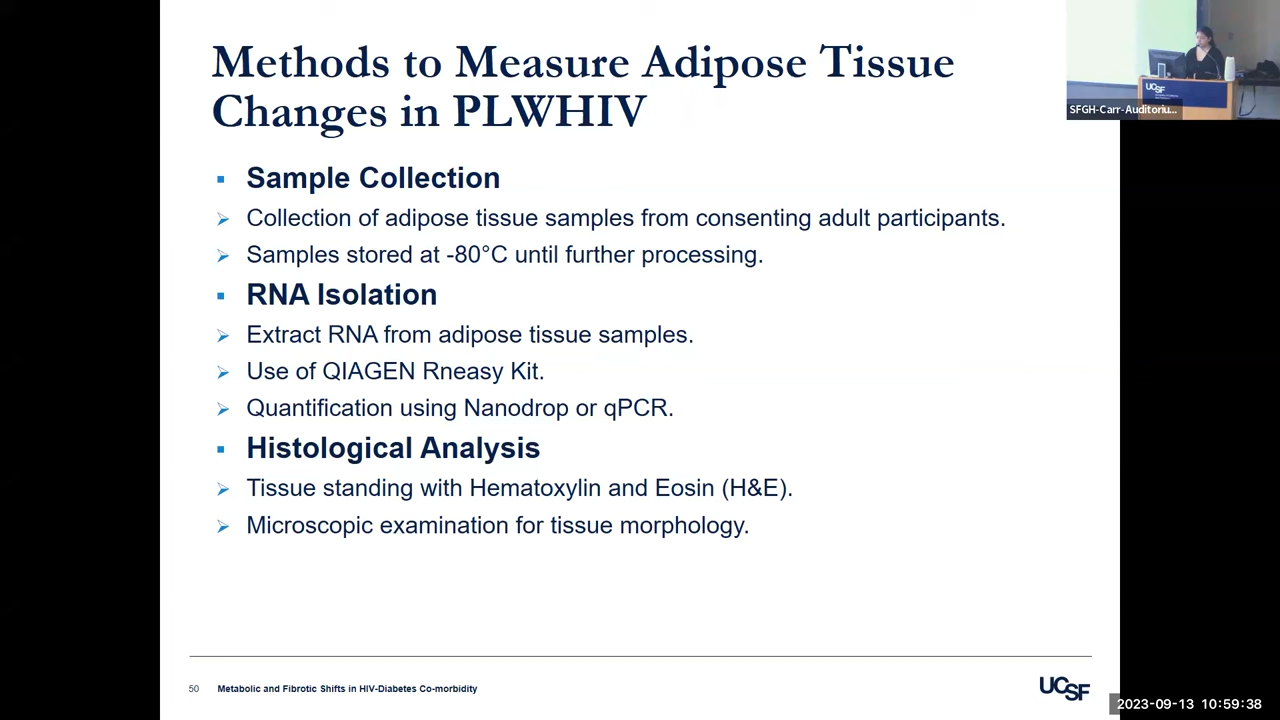 Methods to Measure Adipose Tissue
Changes in PLWHIV
Sample Collection
Collection of adipose tissue samples from consenting adult participants.
Samples stored at -80°C until further processing.
RNA Isolation
Extract RNA from adipose tissue samples.
Use of QIAGEN Rneasy Kit.
Quantification using Nanodrop or qPCR.
Histological Analysis
Tissue standing with Hematoxylin and Eosin (H&E).
Microscopic examination for tissue morphology.
50 Metabolic and Fibrotic Shifts in HIV-Diabetes Co-morbidity
UCSF
UCSF
SFGH-Carr-Auditoriu...
2023-09-13 10:59:38